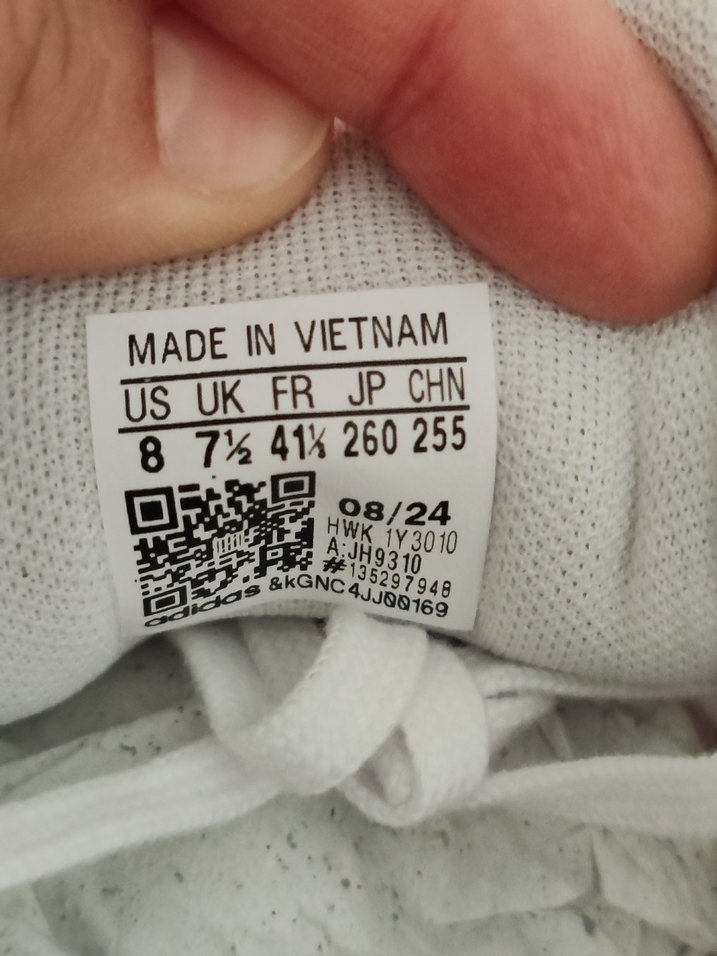 MADE IN VIETNAM
US UK FR JP CHN
8 7½ 41⅓ 260 255
08/24
HWK 1Y3010
A:JH9310
#135297948
adidas &kGNC4JJ00169